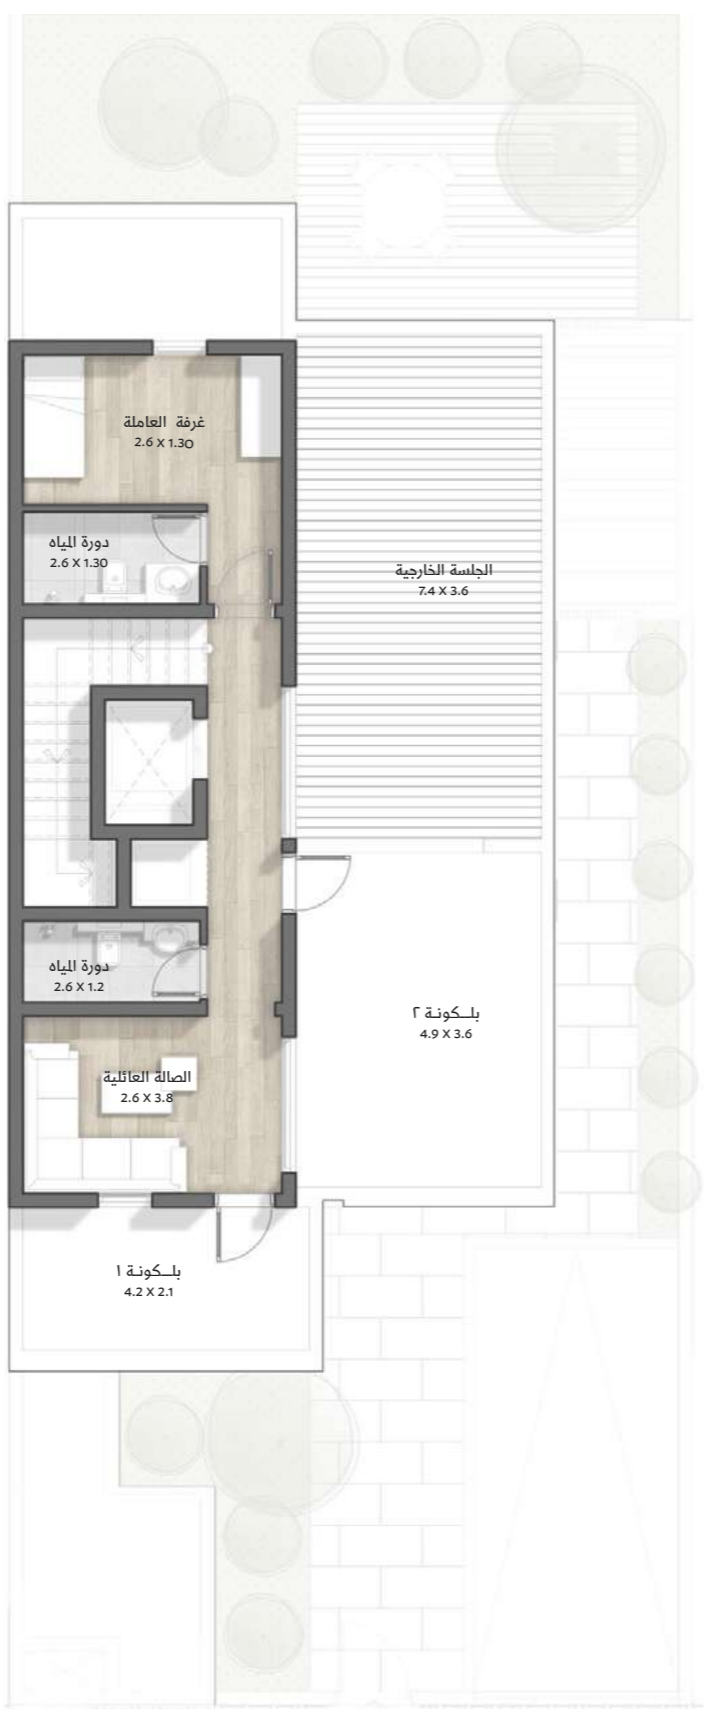 غرفة العاملة
2.6 X 1.30
دورة المياه
2.6 X 1.30
الجلسة الخارجية
7.4 X 3.6
دورة المياه
2.6 X 1.2
بلــكـونـة ٢
4.9 X 3.6
الصالة العائلية
2.6 X 3.8
بلــكـونـة ١
4.2 X 2.1